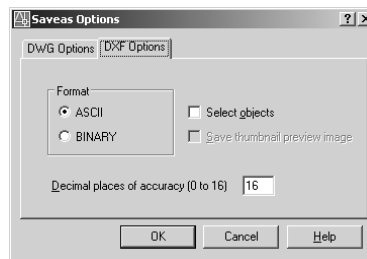 Saveas Options
DWG Options DXF Options
Format
ASCII
BINARY
Select objects
Save thumbnail preview image
Decimal places of accuracy (0 to 16) 16
OK Cancel Help